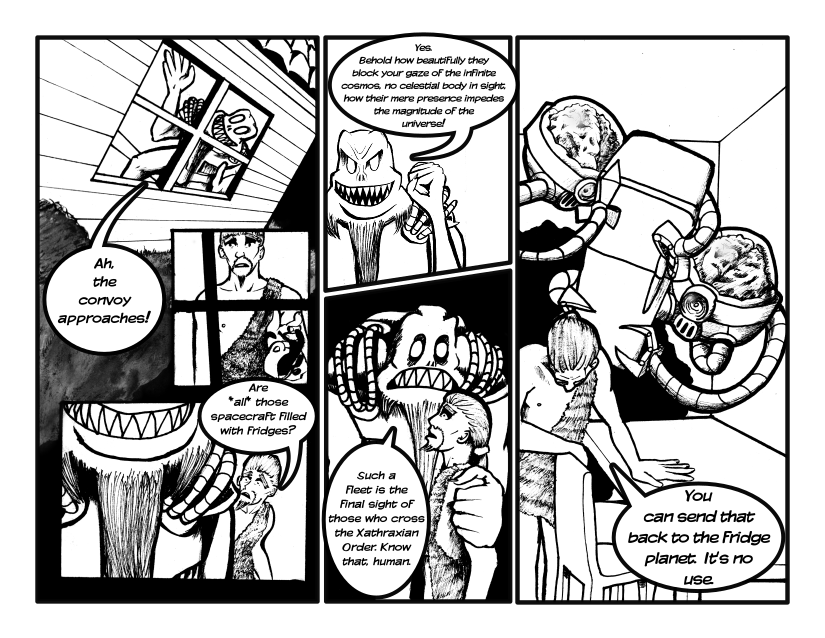 Ah,
the
convoy
approaches!
Are
*all* those
spacecraft filled
with fridges?
Yes.
Behold how beautifully they
block your gaze of the infinite
cosmos, no celestial body in sight,
how their mere presence impedes
the magnitude of the
universe!
Such a
Fleet is the
Final sight of
those who cross
the Xathraxian
Order. Know
that, human.
You
can send that
back to the Fridge
planet. It's no
use.